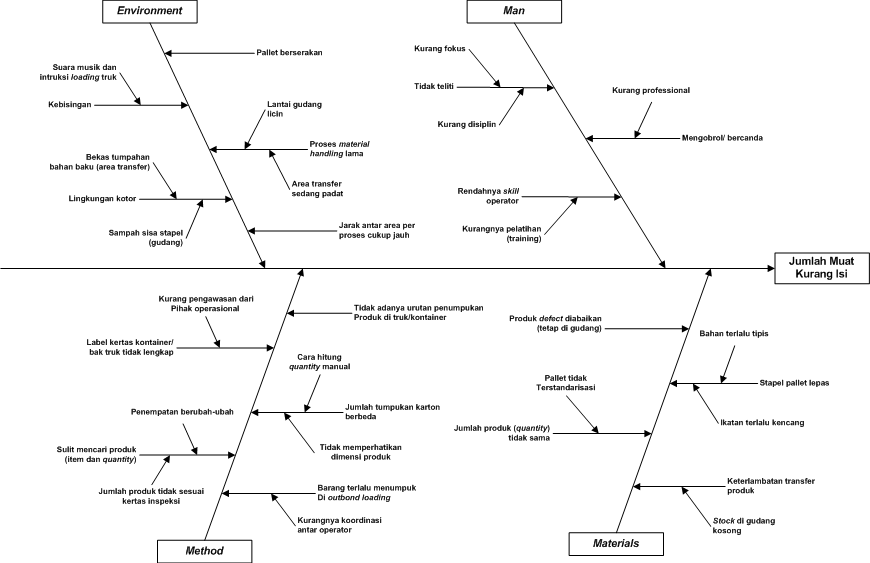 Environment
Pallet berserakan
Suara musik dan
intruksi loading truk
Kebisingan
Lantai gudang
licin
Proses material
handling lama
Area transfer
sedang padat
Bekas tumpahan
bahan baku (area transfer)
Lingkungan kotor
Sampah sisa stapel
(gudang)
Jarak antar area per
proses cukup jauh
Man
Kurang fokus
Tidak teliti
Kurang disiplin
Kurang professional
Mengobrol/ bercanda
Rendahnya skill
operator
Kurangnya pelatihan
(training)
Jumlah Muat
Kurang Isi
Kurang pengawasan dari
Pihak operasional
Label kertas kontainer/
bak truk tidak lengkap
Tidak adanya urutan penumpukan
Produk di truk/kontainer
Cara hitung
quantity manual
Jumlah tumpukan karton
berbeda
Tidak memperhatikan
dimensi produk
Penempatan berubah-ubah
Sulit mencari produk
(item dan quantity)
Jumlah produk tidak sesuai
kertas inspeksi
Barang terlalu menumpuk
Di outbond loading
Kurangnya koordinasi
antar operator
Method
Produk defect diabaikan
(tetap di gudang)
Bahan terlalu tipis
Stapel pallet lepas
Ikatan terlalu kencang
Pallet tidak
Terstandarisasi
Jumlah produk (quantity)
tidak sama
Keterlambatan transfer
produk
Stock di gudang
kosong
Materials